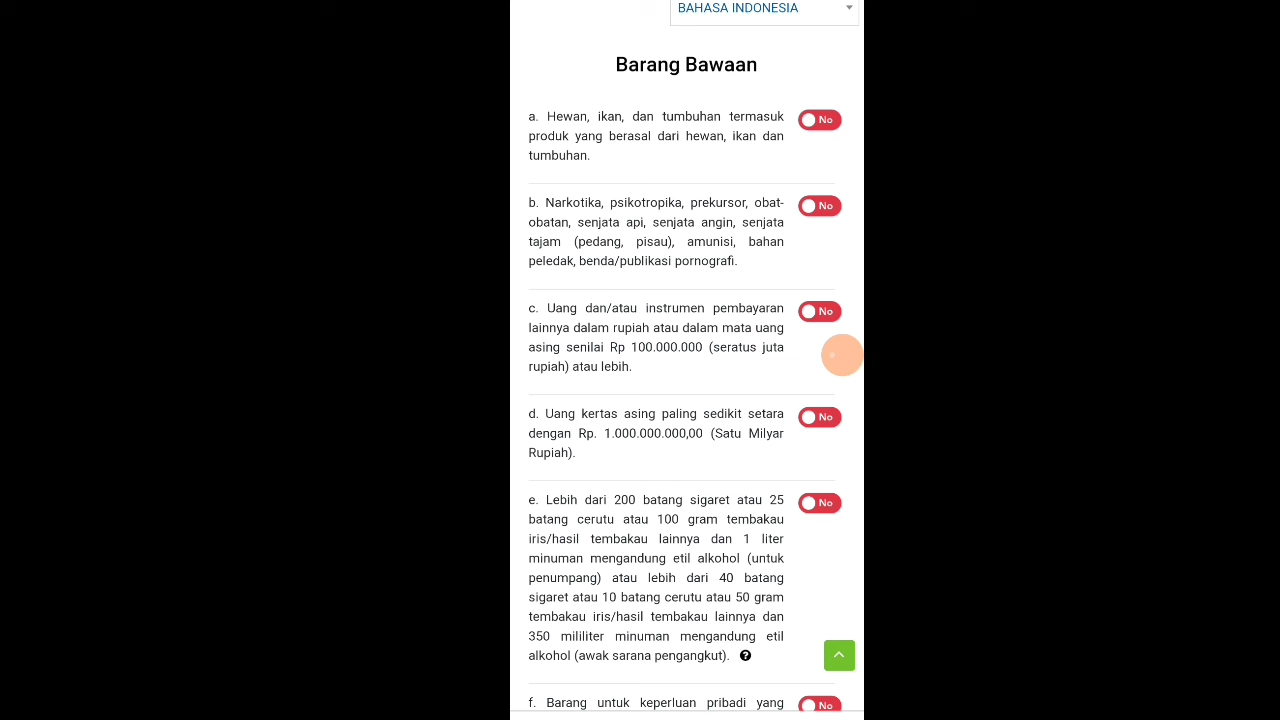 BAHASA INDONESIA
Barang Bawaan
a. Hewan, ikan, dan tumbuhan termasuk
No
produk yang berasal dari hewan, ikan dan
tumbuhan.
b. Narkotika, psikotropika, prekursor, obat-
No
obatan, senjata api, senjata angin, senjata
tajam (pedang, pisau), amunisi, bahan
peledak, benda/publikasi pornografi.
c. Uang dan/atau instrumen pembayaran
No
lainnya dalam rupiah atau dalam mata uang
asing senilai Rp 100.000.000 (seratus juta
rupiah) atau lebih.
d. Uang kertas asing paling sedikit setara
No
dengan Rp. 1.000.000.000,00 (Satu Milyar
Rupiah).
e. Lebih dari 200 batang sigaret atau 25
No
batang cerutu atau 100 gram tembakau
iris/hasil tembakau lainnya dan 1 liter
minuman mengandung etil alkohol (untuk
penumpang) atau lebih dari 40 batang
sigaret atau 10 batang cerutu atau 50 gram
tembakau iris/hasil tembakau lainnya dan
350 mililiter minuman mengandung etil
alkohol (awak sarana pengangkut). ?
f. Barang untuk keperluan pribadi yang
No